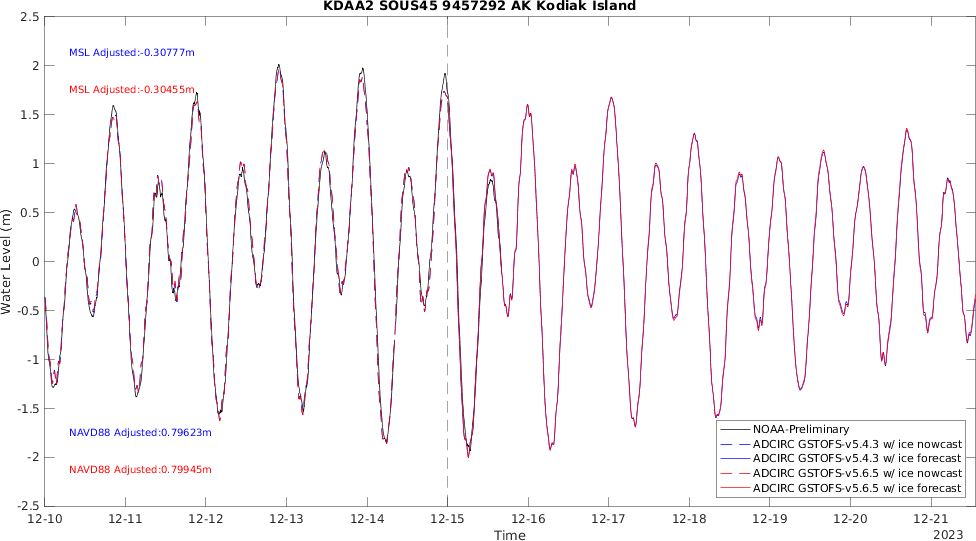 KDAA2 SOUS45 9457292 AK Kodiak Island
2.5
2
1.5
1
0.5
0
-0.5
-1
-1.5
-2
-2.5
Water Level (m)
MSL Adjusted:-0.30777m
MSL Adjusted:-0.30455m
NAVD88 Adjusted:0.79623m
NAVD88 Adjusted:0.79945m
NOAA-Preliminary
ADCIRC GSTOFS-v5.4.3 w/ ice nowcast
ADCIRC GSTOFS-v5.4.3 w/ ice forecast
ADCIRC GSTOFS-v5.6.5 w/ ice nowcast
ADCIRC GSTOFS-v5.6.5 w/ ice forecast
12-10 12-11 12-12 12-13 12-14 12-15 12-16 12-17 12-18 12-19 12-20 12-21
2023
Time